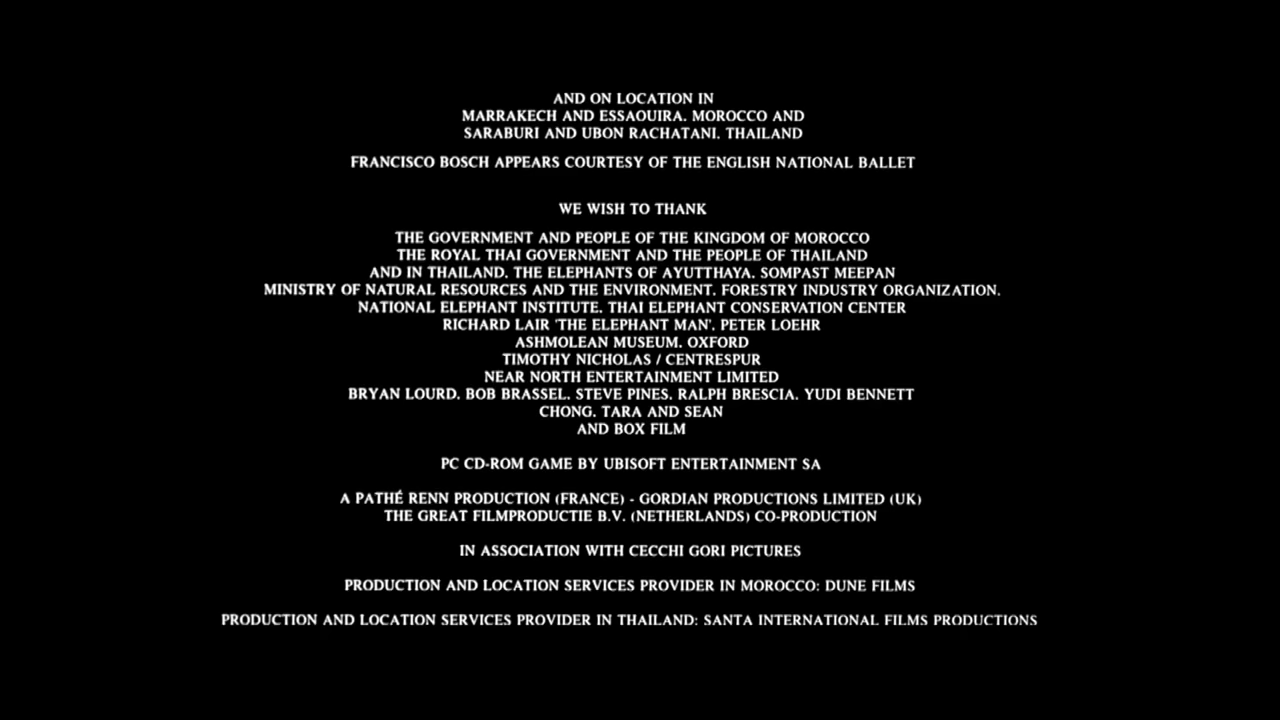 AND ON LOCATION IN
MARRAKECH AND ESSAOUIRA, MOROCCO AND
SARABURI AND UBON RACHATANI, THAILAND
FRANCISCO BOSCH APPEARS COURTESY OF THE ENGLISH NATIONAL BALLET
WE WISH TO THANK
THE GOVERNMENT AND PEOPLE OF THE KINGDOM OF MOROCCO
THE ROYAL THAI GOVERNMENT AND THE PEOPLE OF THAILAND
AND IN THAILAND, THE ELEPHANTS OF AYUTTHAYA, SOMPAST MEEPAN
MINISTRY OF NATURAL RESOURCES AND THE ENVIRONMENT, FORESTRY INDUSTRY ORGANIZATION,
NATIONAL ELEPHANT INSTITUTE, THAI ELEPHANT CONSERVATION CENTER
RICHARD LAIR 'THE ELEPHANT MAN', PETER LOEHR
ASHMOLEAN MUSEUM, OXFORD
TIMOTHY NICHOLAS / CENTRESPUR
NEAR NORTH ENTERTAINMENT LIMITED
BRYAN LOURD, BOB BRASSEL, STEVE PINES, RALPH BRESCIA, YUDI BENNETT
CHONG, TARA AND SEAN
AND BOX FILM
PC CD-ROM GAME BY UBISOFT ENTERTAINMENT SA
A PATHÉ RENN PRODUCTION (FRANCE) - GORDIAN PRODUCTIONS LIMITED (UK)
THE GREAT FILMPRODUCTIE B.V. (NETHERLANDS) CO-PRODUCTION
IN ASSOCIATION WITH CECCHI GORI PICTURES
PRODUCTION AND LOCATION SERVICES PROVIDER IN MOROCCO: DUNE FILMS
PRODUCTION AND LOCATION SERVICES PROVIDER IN THAILAND: SANTA INTERNATIONAL FILMS PRODUCTIONS